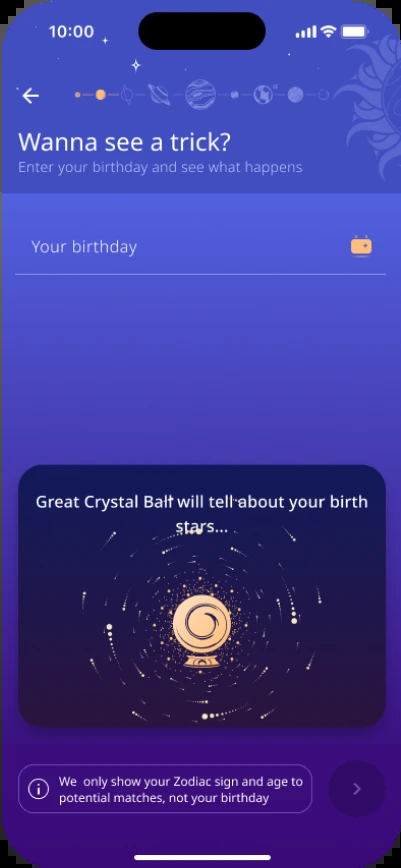 10:00
Wanna see a trick?
Enter your birthday and see what happens
Your birthday
Great Crystal Ball will tell about your birth
stars...
We only show your Zodiac sign and age to
potential matches, not your birthday